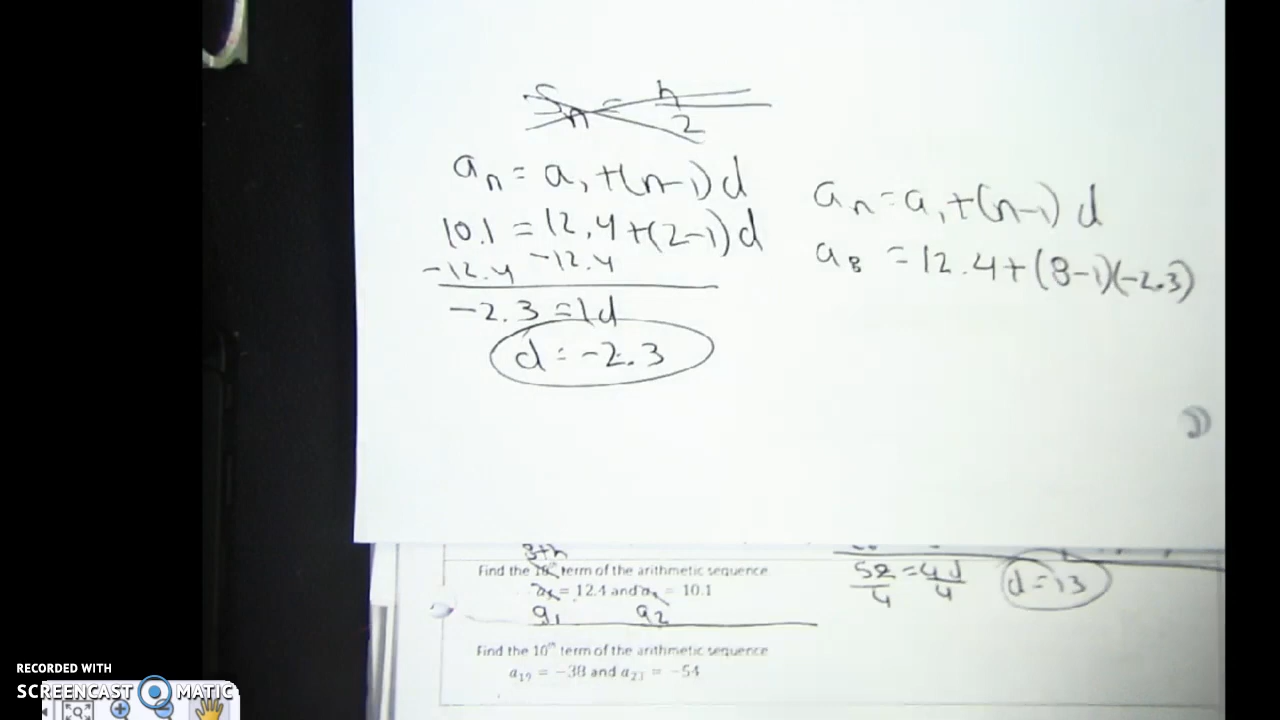 Sn = n/2
an = a1 + (n-1)d
10.1 = 12.4 + (2-1)d
-12.4 -12.4
-2.3 = 1d
d = -2.3
an = a1 + (n-1) d
a8 = 12.4 + (8-1)(-2.3)
8th
Find the 18th term of the arithmetic sequence
= 12.4 and = 10.1
a1 a2
52/4 = 4d/4
d = 13
Find the 10th term of the arithmetic sequence
a19 = -38 and a23 = -54
RECORDED WITH
SCREENCAST-O-MATIC